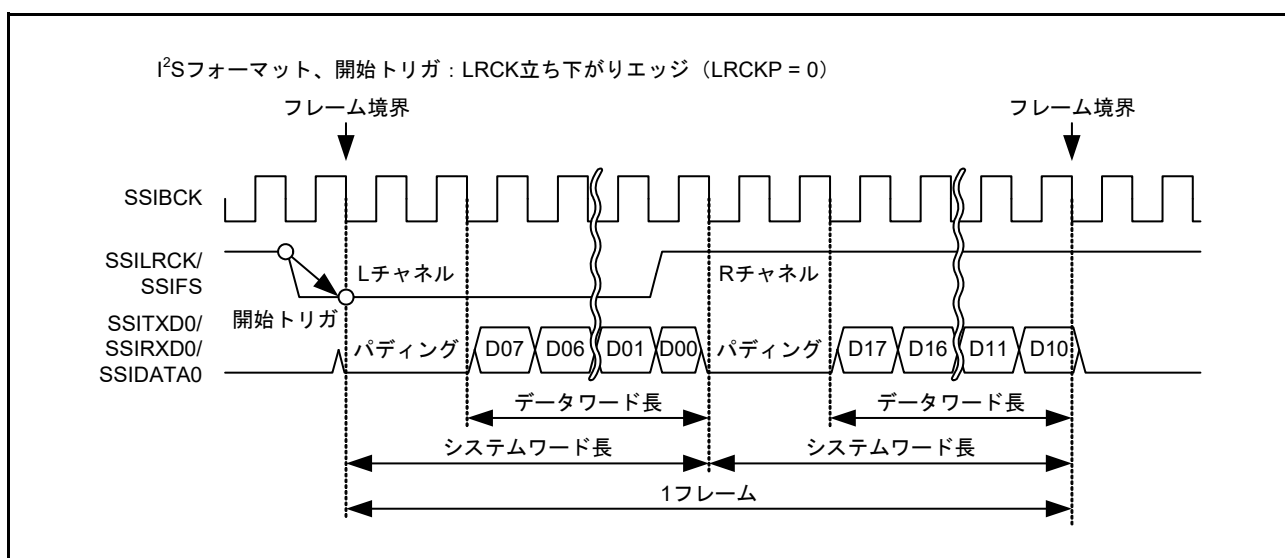 I²Sフォーマット、開始トリガ：LRCK立ち下がりエッジ（LRCKP = 0）
フレーム境界
フレーム境界
SSIBCK
SSILRCK/
SSIFS
Lチャネル
Rチャネル
開始トリガ
SSITXD0/
SSIRXD0/
SSIDATA0
パディング
D07
D06
D01
D00
パディング
D17
D16
D11
D10
データワード長
データワード長
システムワード長
システムワード長
1フレーム